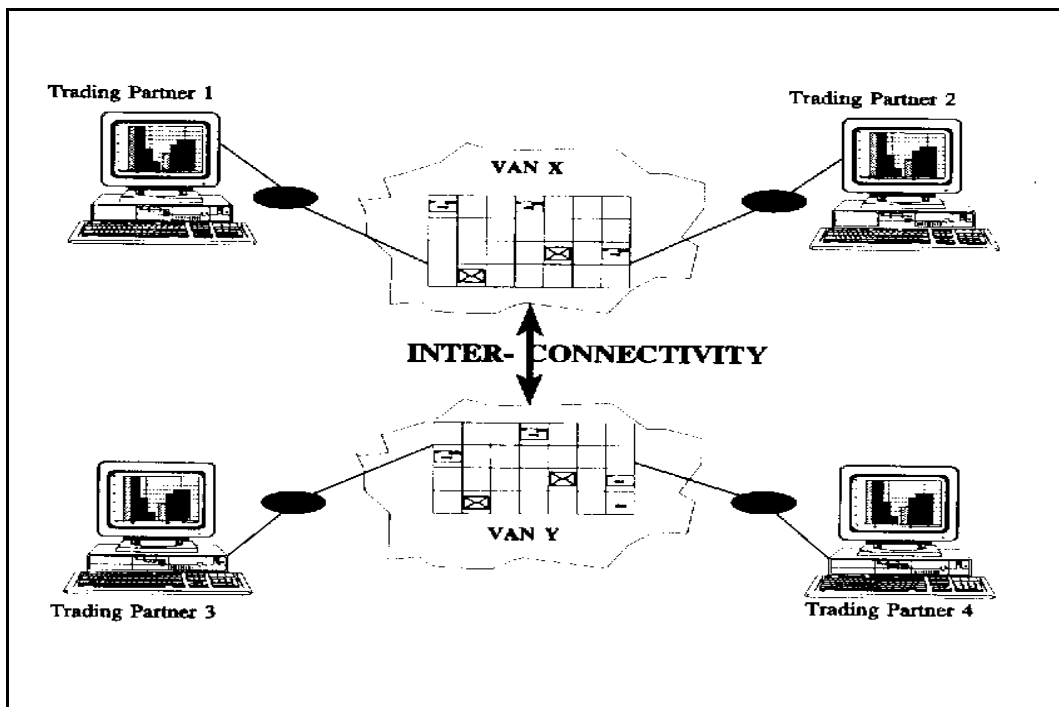 Trading Partner 1
Trading Partner 2
VAN X
INTER- CONNECTIVITY
VAN Y
Trading Partner 3
Trading Partner 4